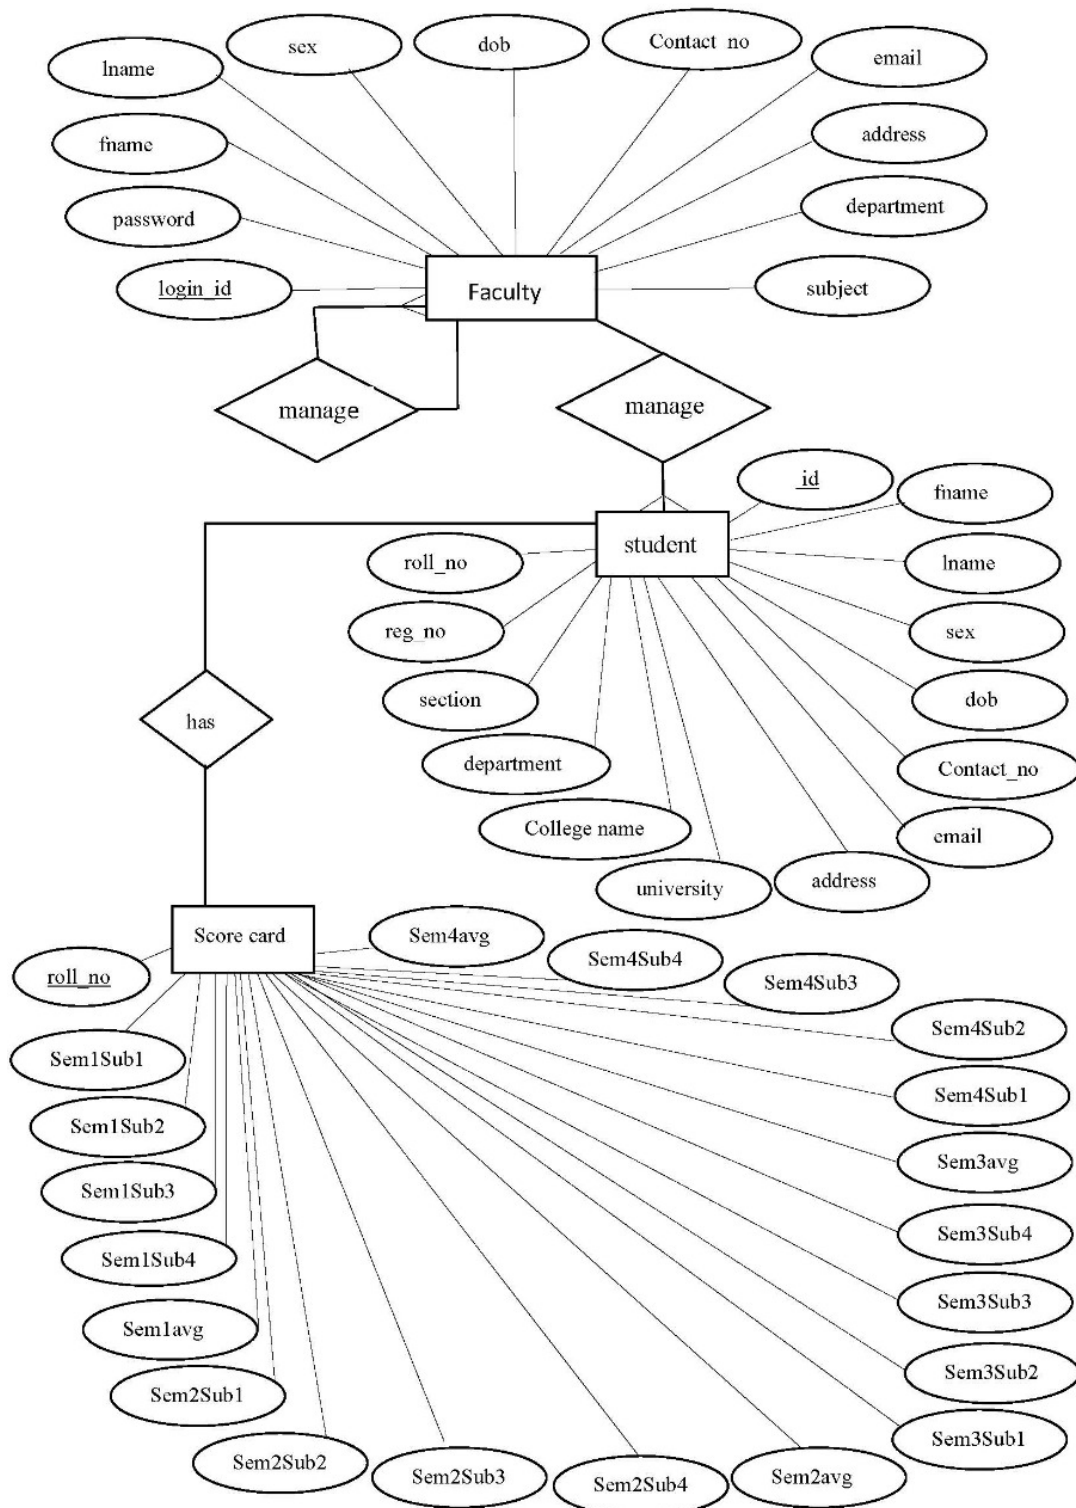 sex
dob
Contact_no
lname
email
fname
address
password
department
login_id
Faculty
subject
manage
manage
_id
fname
roll_no
student
lname
reg_no
sex
section
dob
has
department
Contact_no
College name
email
university
address
Score card
Sem4avg
roll_no
Sem4Sub4
Sem4Sub3
Sem4Sub2
Sem1Sub1
Sem4Sub1
Sem1Sub2
Sem3avg
Sem1Sub3
Sem3Sub4
Sem1Sub4
Sem3Sub3
Sem1avg
Sem3Sub2
Sem2Sub1
Sem3Sub1
Sem2Sub2
Sem2Sub3
Sem2Sub4
Sem2avg